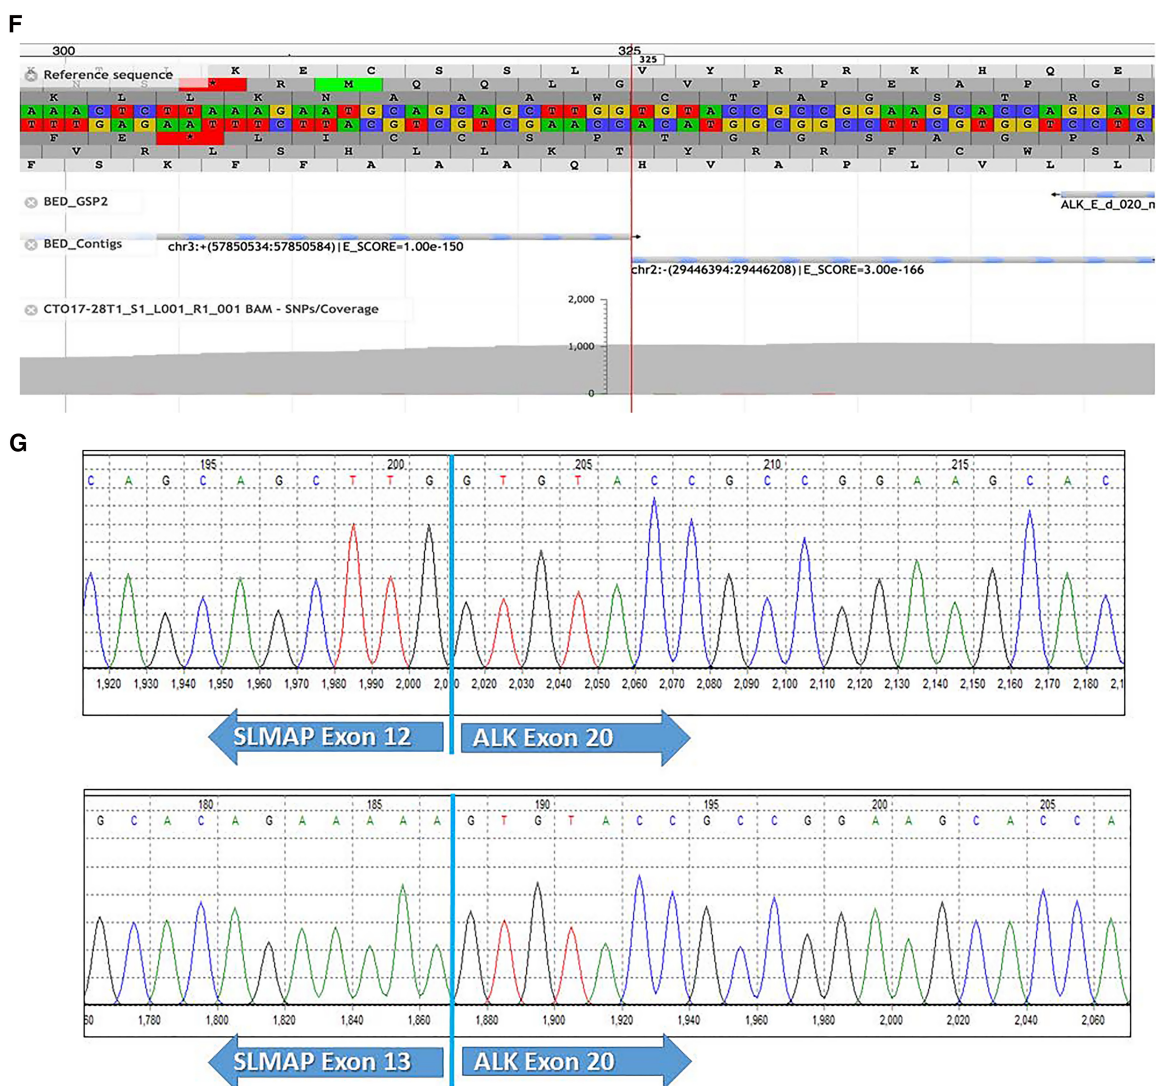 F
300 325
325
K E C S S L V Y R R K H Q E
Reference sequence
N S * R M Q Q L G V P P E A P G
K L L K N A A A W C T A G S T R S
A A A C T C T T A A A G A A T G C A G C A G C T T G G T G T A C C G C C G G A A G C A C C A G G A G
T T T G A G A A T T T C T T A C G T C G T C G A A C C A C A T G G C G G C C T T C G T G G T C C T C
F E * L I C C S P T G G S A G P A
V R L S H L L K T Y R R F C W S L
F S K F F A A A Q H V A P L V L L
BED_GSP2
ALK_E_d_020_n
BED_Contigs
chr3:+(57850534:57850584)|E_SCORE=1.00e-150
chr2:-(29446394:29446208)|E_SCORE=3.00e-166
CTO17-28T1_S1_L001_R1_001 BAM - SNPs/Coverage
2,000
1,000
0
G
195 200 205 210 215
C A G C A G C T T G G T G T A C C G C C G G A A G C A C
1,920 1,930 1,940 1,950 1,960 1,970 1,980 1,990 2,000 2,0 2,020 2,030 2,040 2,050 2,060 2,070 2,080 2,090 2,100 2,110 2,120 2,130 2,140 2,150 2,160 2,170 2,180 2,1
SLMAP Exon 12 ALK Exon 20
180 185 190 195 200 205
G C A C A G A A A A A G T G T A C C G C C G G A A G C A C C A
60 1,780 1,800 1,820 1,840 1,860 1,880 1,900 1,920 1,940 1,960 1,980 2,000 2,020 2,040 2,060
SLMAP Exon 13 ALK Exon 20